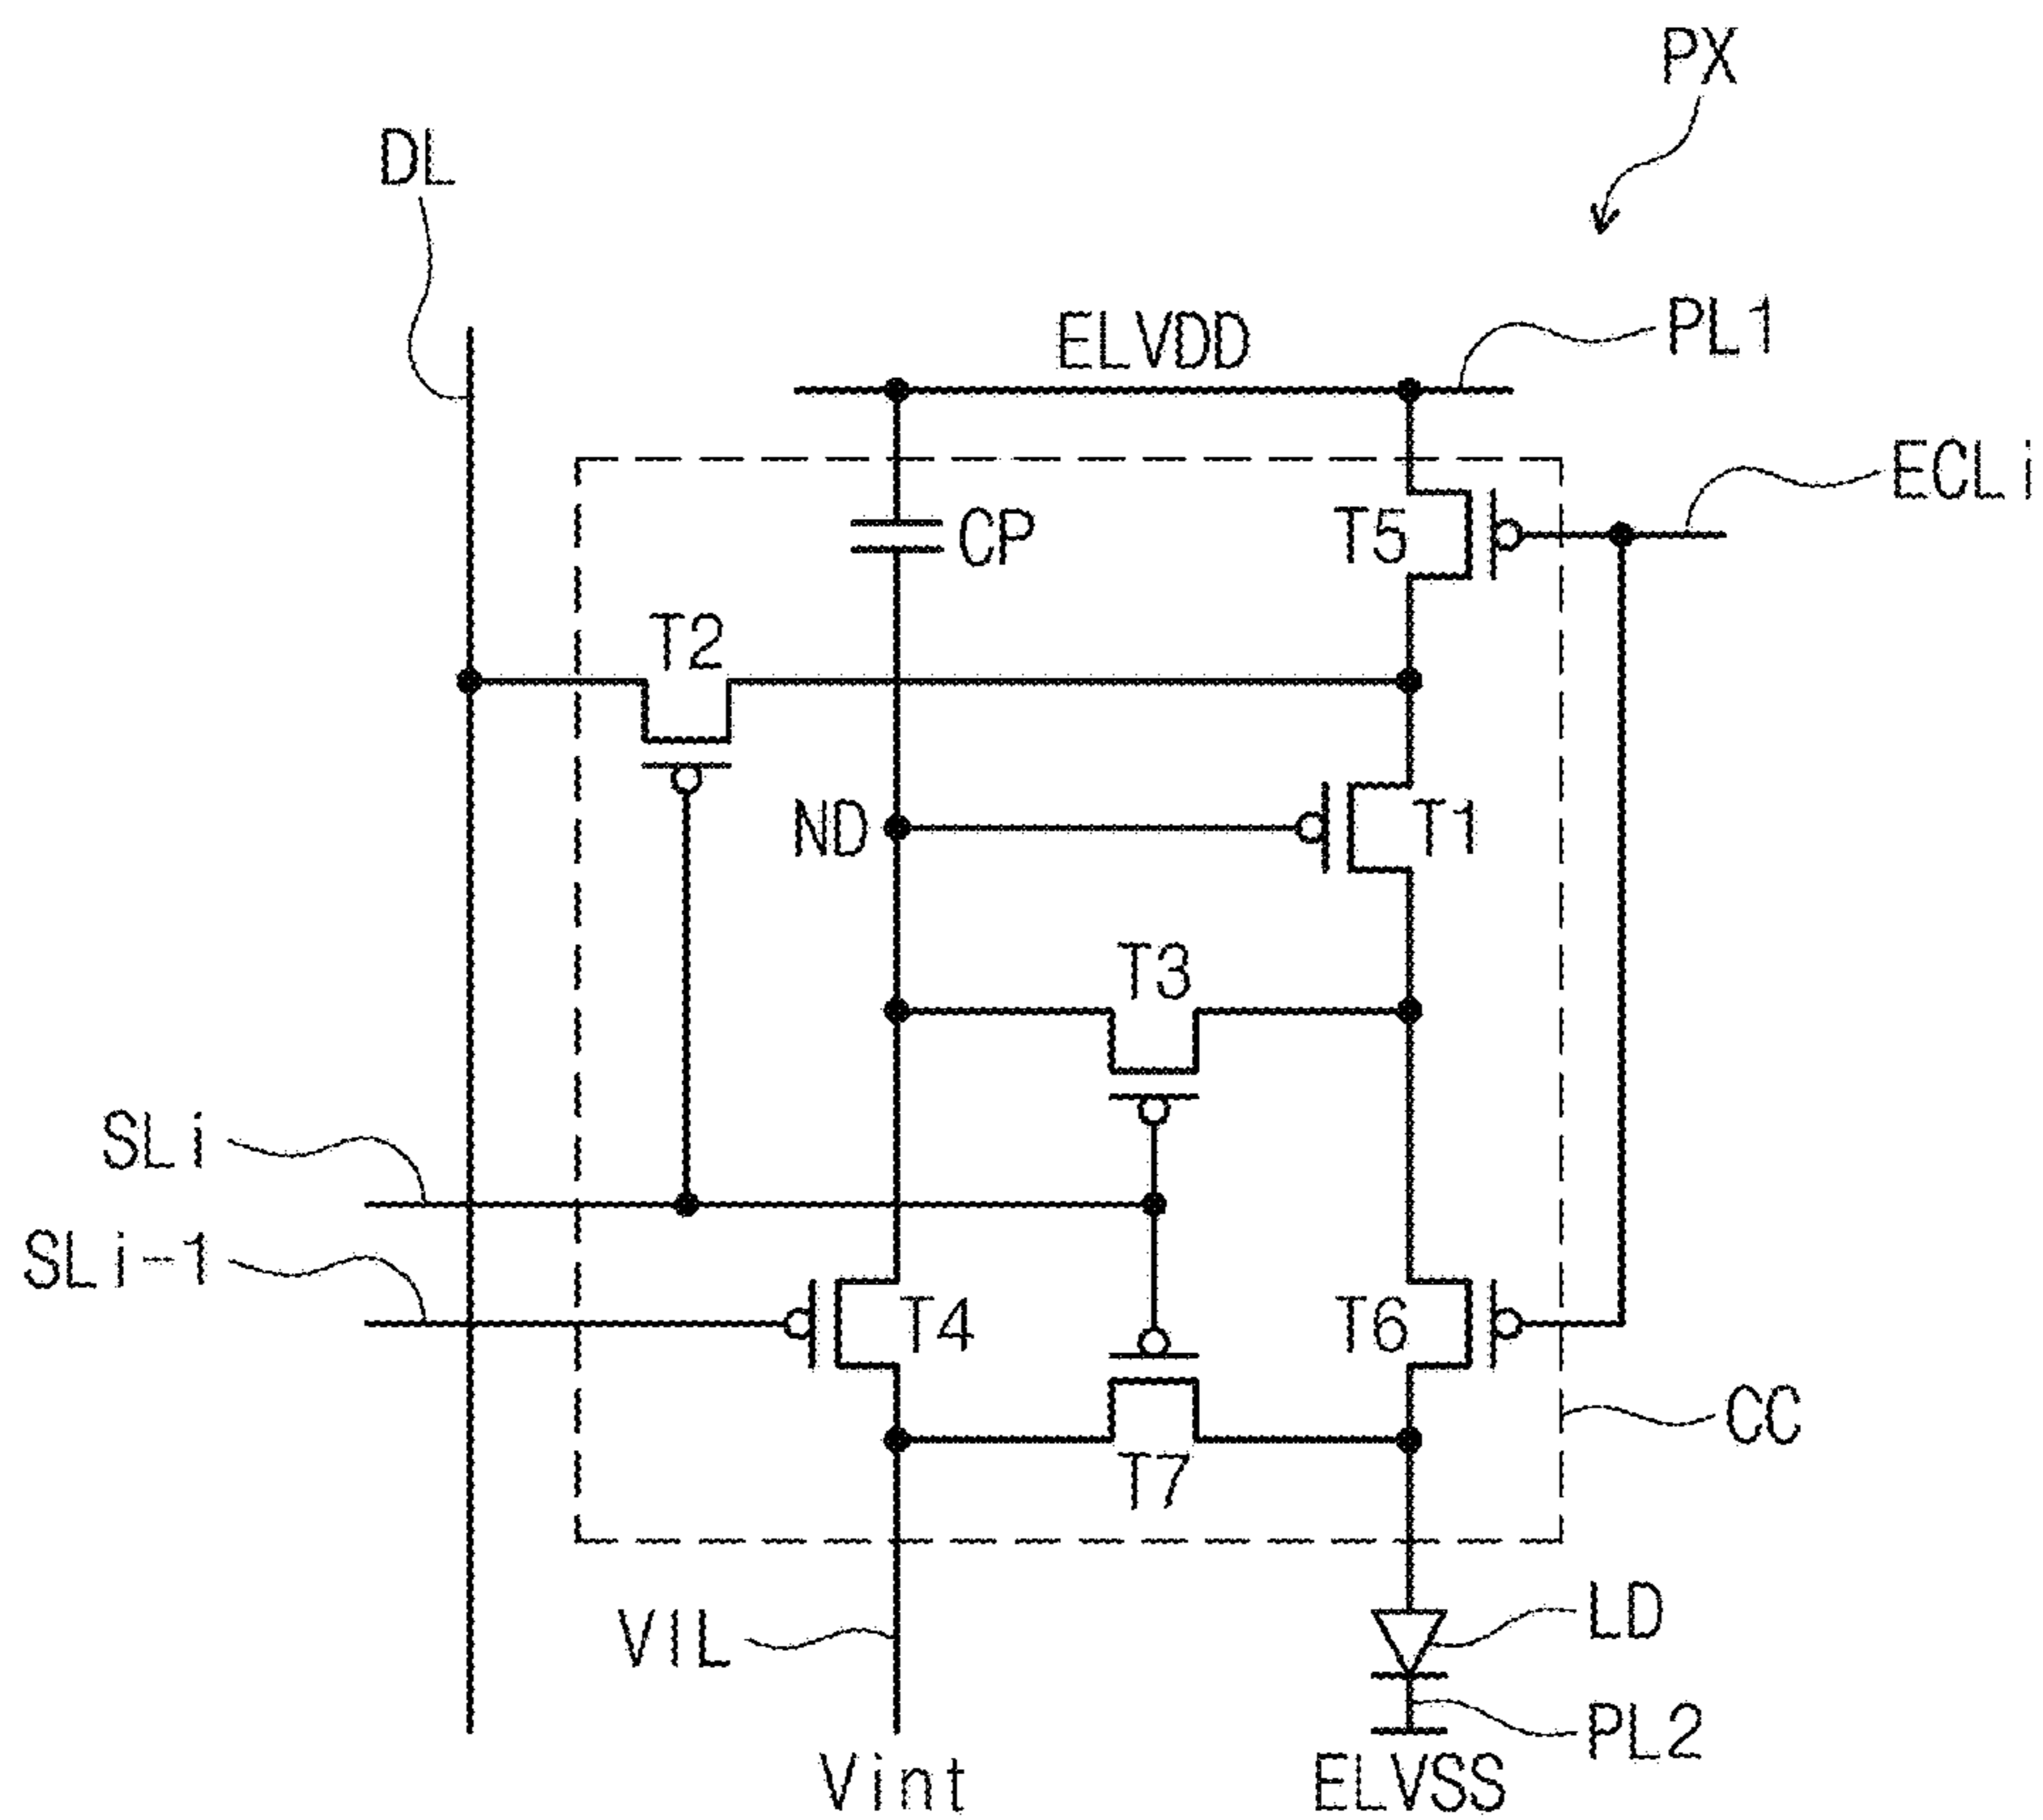 PX
DL
ELVDD
PL1
ECLi
CP
T5
T2
ND
T1
T3
SLi
SLi-1
T4
T6
CC
T7
VIL
LD
PL2
Vint
ELVSS